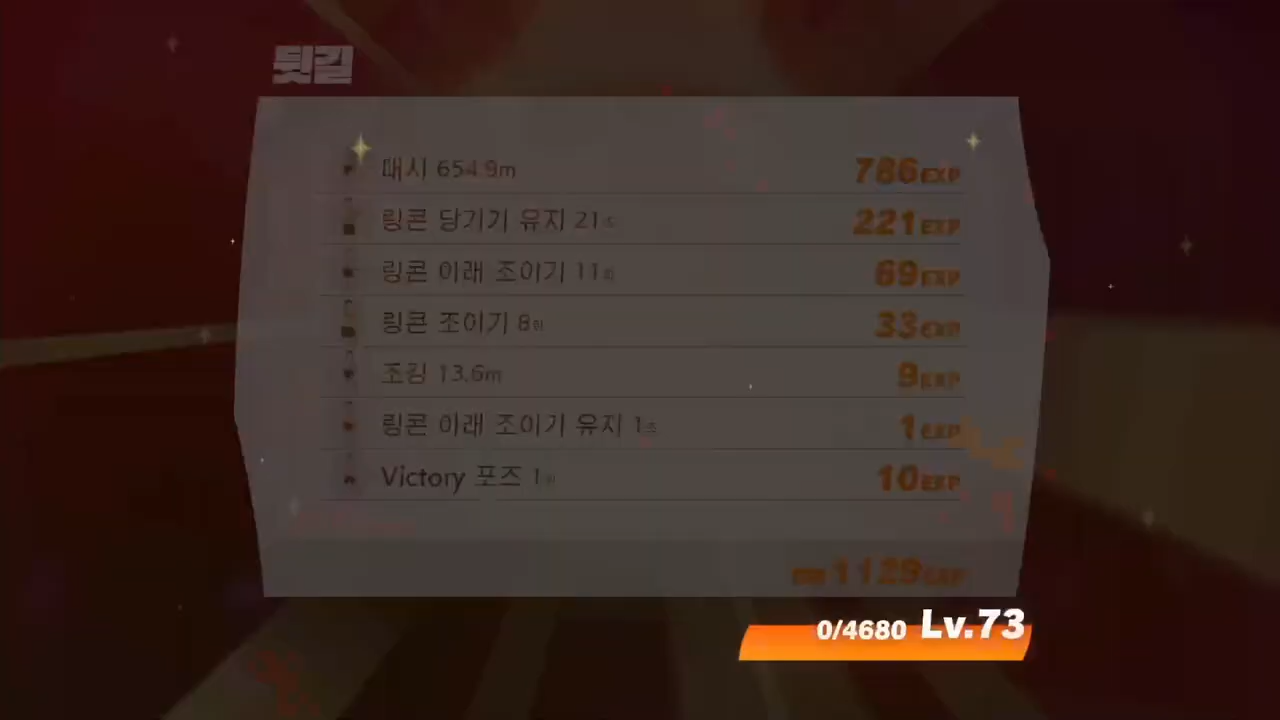 뒷길
대시 654.9m 786EXP
링콘 당기기 유지 21초 221EXP
링콘 아래 조이기 11회 69EXP
링콘 조이기 8회 33EXP
조깅 13.6m 9EXP
링콘 아래 조이기 유지 1초 1EXP
Victory 포즈 1회 10EXP
1129EXP
0/4680 Lv.73